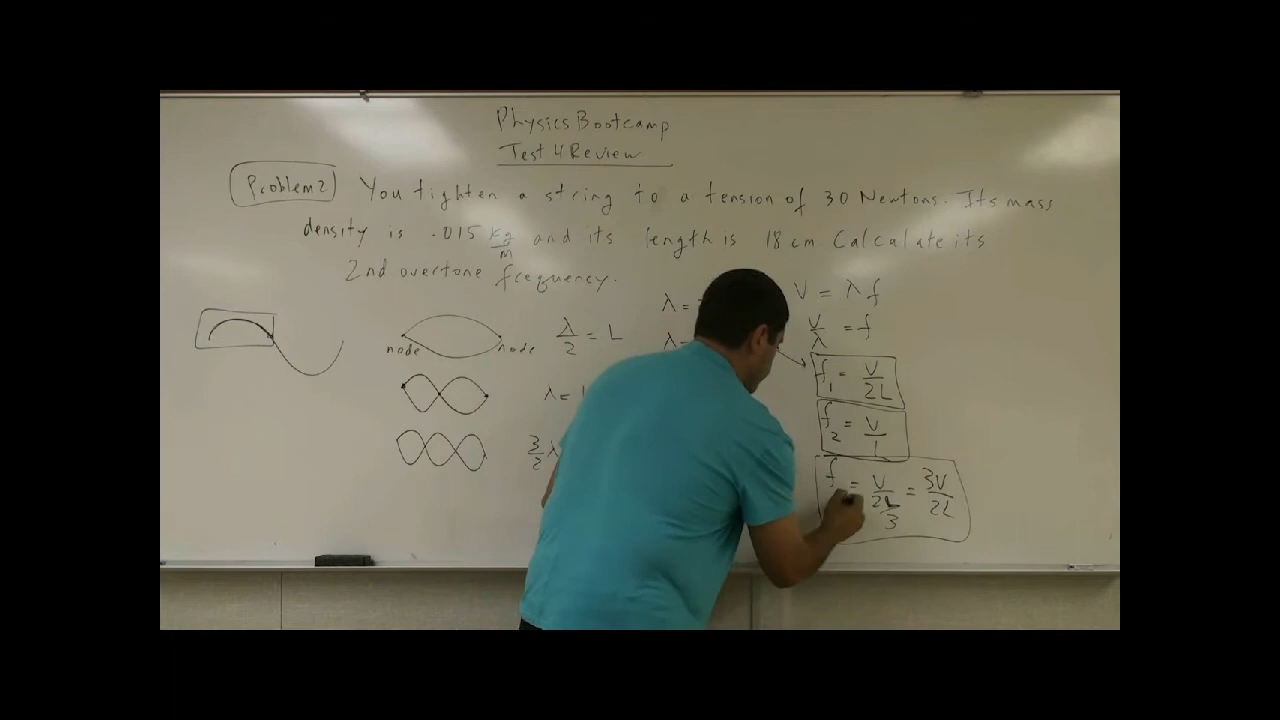 Physics Bootcamp
Test 4 Review
Problem 2 You tighten a string to a tension of 30 Newtons. Its mass
density is .015 kg/m and its length is 18 cm Calculate its
2nd overtone frequency.
λ =
V = λ f
λ/2 = L
λ =
V/λ = f
node node
f1 = V/2L
λ =
f2 = V/L
3/2 λ
f = V/(2L/3) = 3V/2L